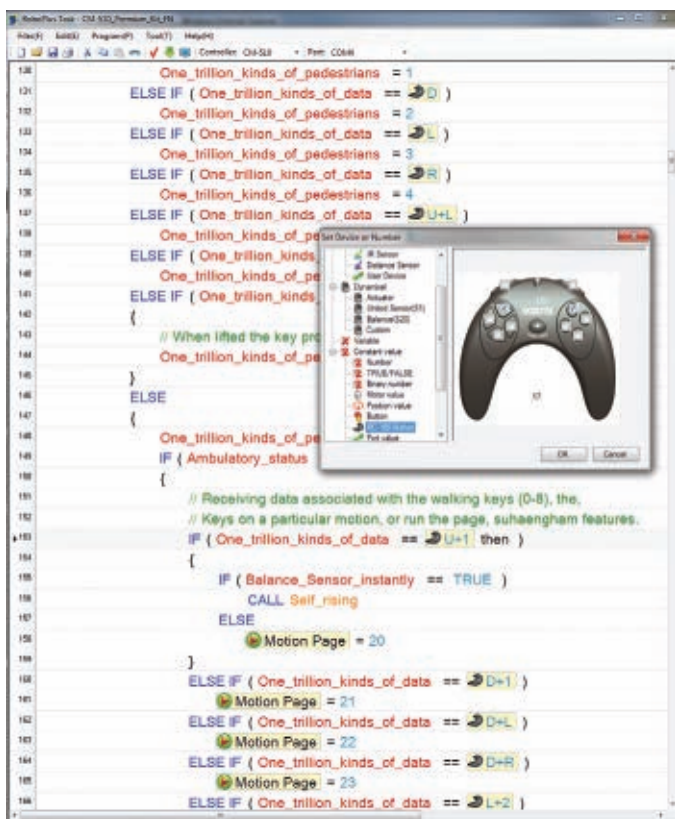 RoboPlus Task - CM-510_Premium_Kit_EN
File(F) Edit(E) Program(P) Tool(T) Help(H)
Controller: CM-510 Port: COM4
130 One_trillion_kinds_of_pedestrians = 1
131 ELSE IF ( One_trillion_kinds_of_data == D )
132 One_trillion_kinds_of_pedestrians = 2
133 ELSE IF ( One_trillion_kinds_of_data == L )
134 One_trillion_kinds_of_pedestrians = 3
135 ELSE IF ( One_trillion_kinds_of_data == R )
136 One_trillion_kinds_of_pedestrians = 4
137 ELSE IF ( One_trillion_kinds_of_data == U+L )
138 One_trillion_kinds_of_pe
139 ELSE IF ( One_trillion_kinds_
140 One_trillion_kinds_of_pe
141 ELSE IF ( One_trillion_kinds_
142 {
143 // When lifted the key pro
144 One_trillion_kinds_of_pe
145 }
146 ELSE
147 {
148 One_trillion_kinds_of_pe
149 IF ( Ambulatory_status
150 {
151 // Receiving data associated with the walking keys (0-8), the,
152 // Keys on a particular motion, or run the page, suhaengham features.
153 IF ( One_trillion_kinds_of_data == U+1 then )
154 {
155 IF ( Balance_Sensor_instantly == TRUE )
156 CALL Self_rising
157 ELSE
158 Motion Page = 20
159 }
160 ELSE IF ( One_trillion_kinds_of_data == D+1 )
161 Motion Page = 21
162 ELSE IF ( One_trillion_kinds_of_data == D+L )
163 Motion Page = 22
164 ELSE IF ( One_trillion_kinds_of_data == D+R )
165 Motion Page = 23
166 ELSE IF ( One_trillion_kinds_of_data == L+2 )
Set Device or Number
IR Sensor
Distance Sensor
User Device
Dynamixel
Actuator
Custom
Variable
Constant value
Number
TRUE/FALSE
Binary number
Motor value
Position value
Button
Port value
OK Cancel